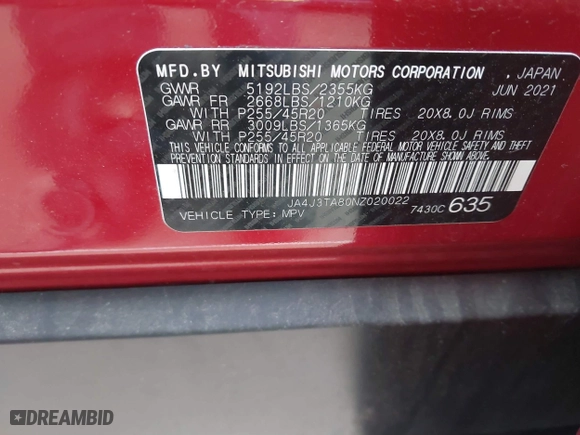 MFD.BY MITSUBISHI MOTORS CORPORATION , JAPAN
GVWR 5192LBS/2355KG JUN 2021
GAWR FR 2668LBS/1210KG
WITH P255/45R20 TIRES 20X8.0J RIMS
GAWR RR 3009LBS/1365KG
WITH P255/45R20 TIRES 20X8.0J RIMS
THIS VEHICLE CONFORMS TO ALL APPLICABLE FEDERAL MOTOR VEHICLE SAFETY AND THEFT
PREVENTION STANDARDS IN EFFECT ON THE DATE OF MANUFACTURE SHOWN ABOVE.
JA4J3TA80NZ020022
VEHICLE TYPE: MPV 7430C 635
DREAMBID